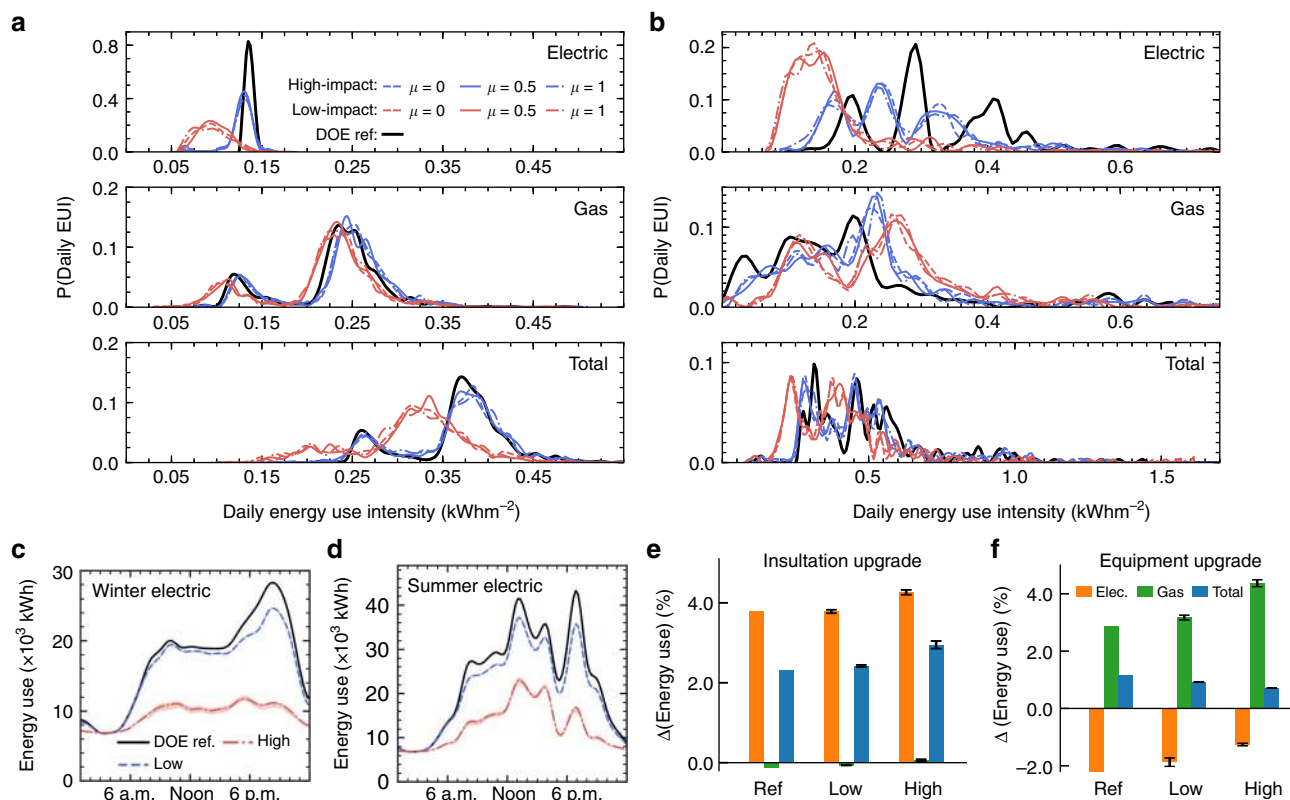 a
0.8
0.4
0.0
Electric
High-impact: μ = 0 μ = 0.5 μ = 1
Low-impact: μ = 0 μ = 0.5 μ = 1
DOE ref:
0.05 0.15 0.25 0.35 0.45
0.2
0.1
0.0
Gas
0.05 0.15 0.25 0.35 0.45
0.2
0.1
0.0
Total
0.05 0.15 0.25 0.35 0.45
P(Daily EUI)
Daily energy use intensity (kWhm−2)
b
0.2
0.1
0.0
Electric
0.2 0.4 0.6
0.10
0.05
0.00
Gas
0.2 0.4 0.6
0.1
0.0
Total
0.5 1.0 1.5
P(Daily EUI)
Daily energy use intensity (kWhm−2)
c
Winter electric
Energy use (×103 kWh)
30
20
10
0
DOE ref. High
Low
6 a.m. Noon 6 p.m.
d
Summer electric
Energy use (×103 kWh)
40
30
20
10
0
6 a.m. Noon 6 p.m.
e
Insultation upgrade
Δ(Energy use) (%)
4.0
2.0
0.0
Ref Low High
f
Equipment upgrade
Elec. Gas Total
Δ (Energy use) (%)
4.0
2.0
0.0
−2.0
Ref Low High